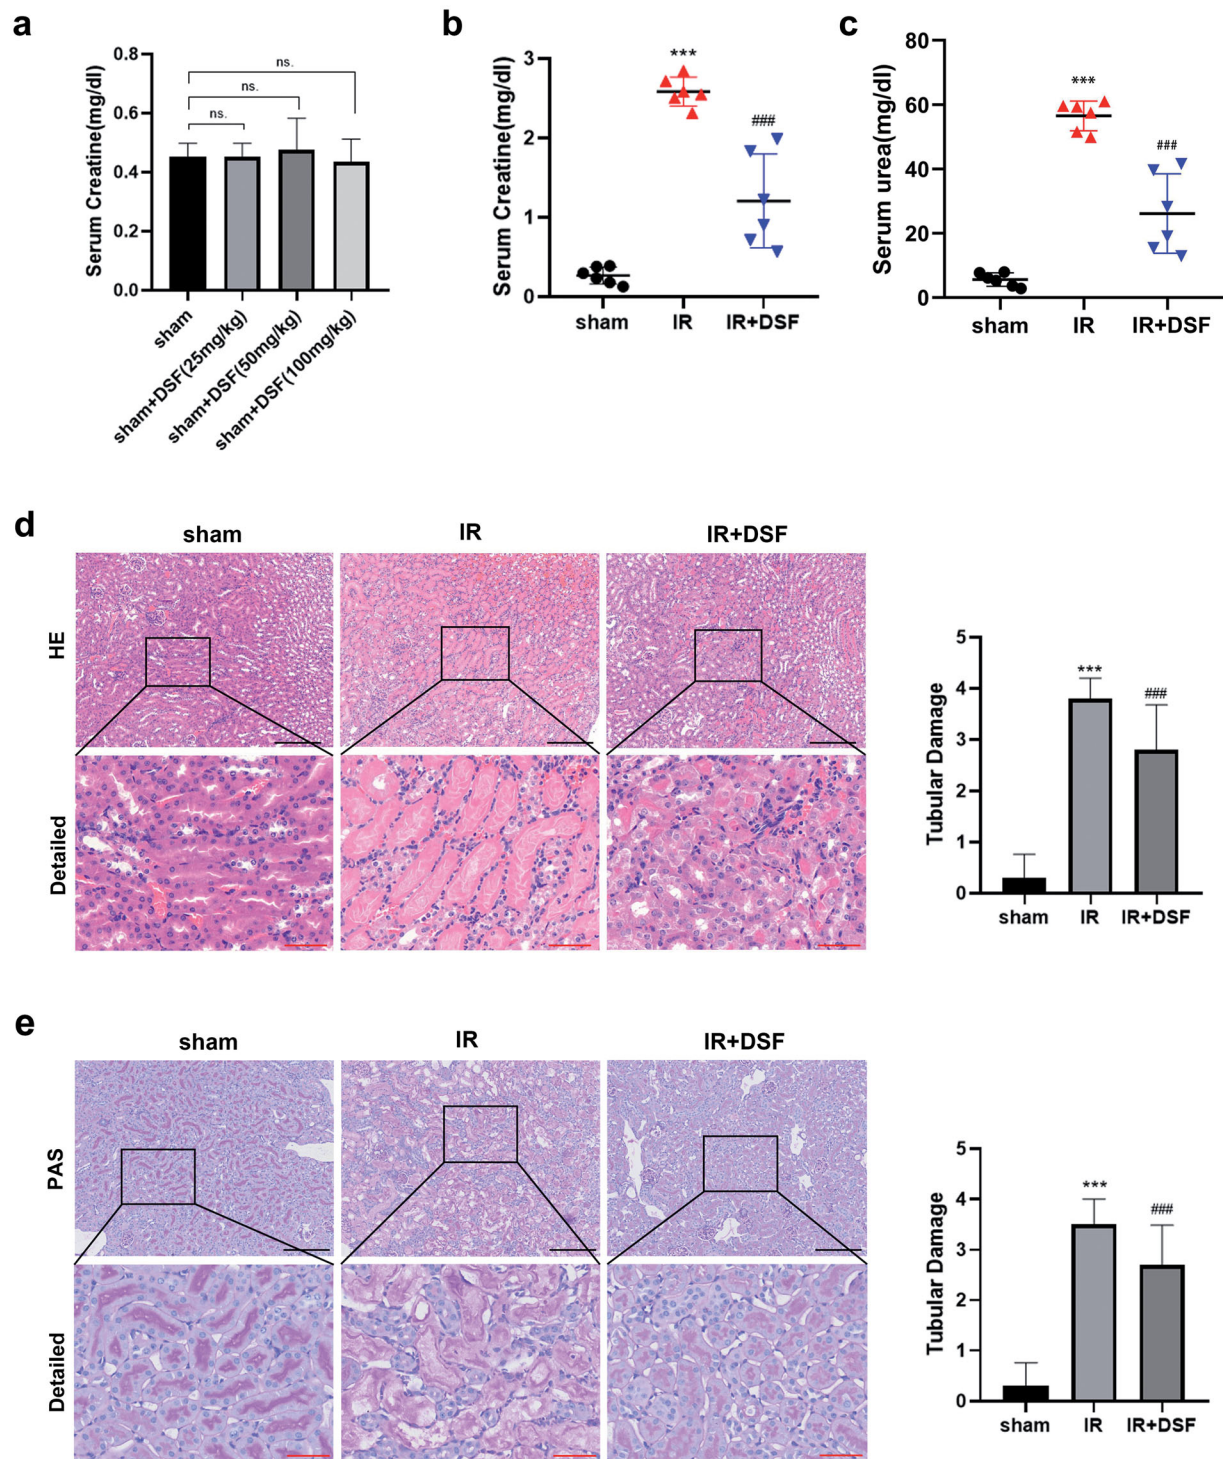 a
Serum Creatine(mg/dl)
0.8
0.6
0.4
0.2
0.0
ns.
ns.
ns.
sham
sham+DSF(25mg/kg)
sham+DSF(50mg/kg)
sham+DSF(100mg/kg)
b
Serum Creatine(mg/dl)
3
2
1
0
***
###
sham IR IR+DSF
c
Serum urea(mg/dl)
80
60
40
20
0
***
###
sham IR IR+DSF
d
sham IR IR+DSF
HE
Detailed
Tubular Damage
5
4
3
2
1
0
***
###
sham IR IR+DSF
e
sham IR IR+DSF
PAS
Detailed
Tubular Damage
5
4
3
2
1
0
***
###
sham IR IR+DSF